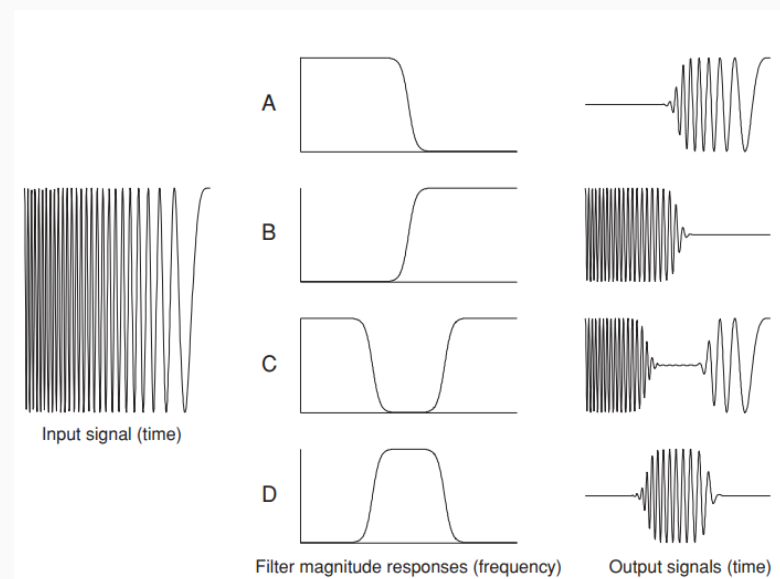 A
B
C
Input signal (time)
D
Filter magnitude responses (frequency)
Output signals (time)